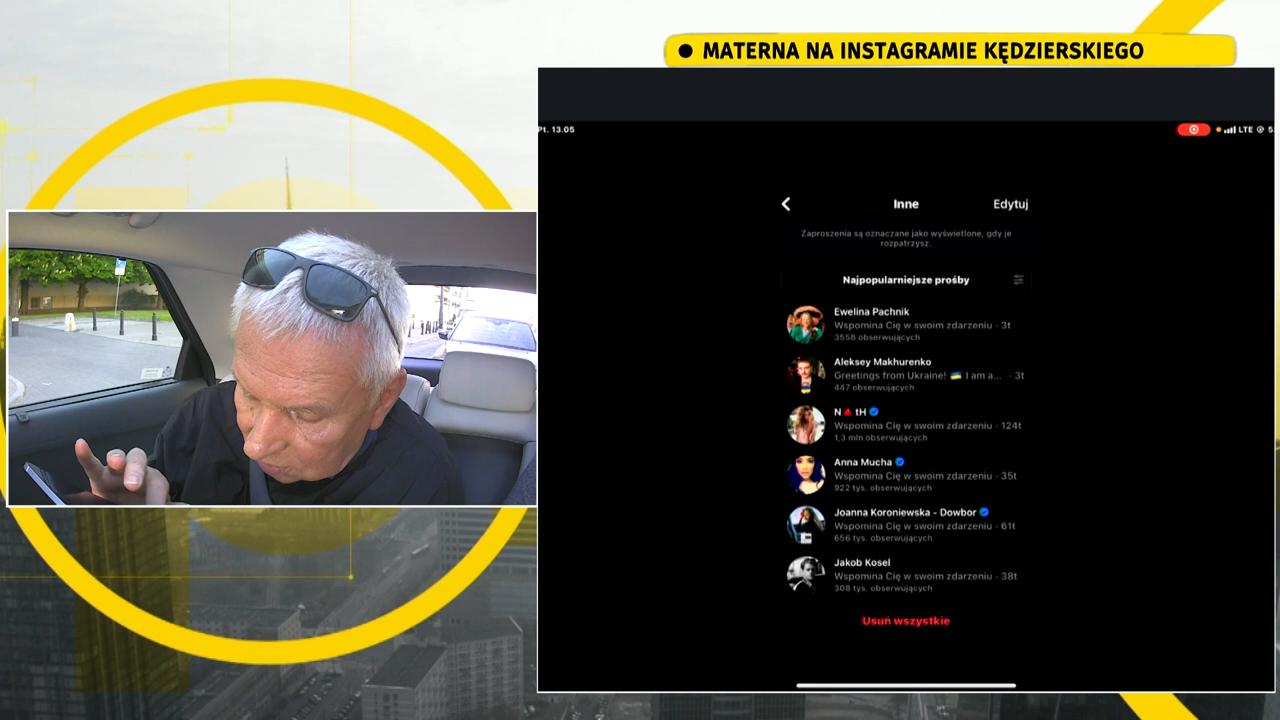 MATERNA NA INSTAGRAMIE KĘDZIERSKIEGO
Pt. 13.05
LTE
5
Inne
Edytuj
Zaproszenia są oznaczane jako wyświetlone, gdy je
rozpatrzysz.
Najpopularniejsze prośby
Ewelina Pachnik
Wspomina Cię w swoim zdarzeniu · 3t
3558 obserwujących
Aleksey Makhurenko
Greetings from Ukraine! 🇺🇦 I am a... · 3t
447 obserwujących
N🔺tH
Wspomina Cię w swoim zdarzeniu · 124t
1,3 mln obserwujących
Anna Mucha
Wspomina Cię w swoim zdarzeniu · 35t
922 tys. obserwujących
Joanna Koroniewska - Dowbor
Wspomina Cię w swoim zdarzeniu · 61t
656 tys. obserwujących
Jakob Kosel
Wspomina Cię w swoim zdarzeniu · 38t
308 tys. obserwujących
Usuń wszystkie